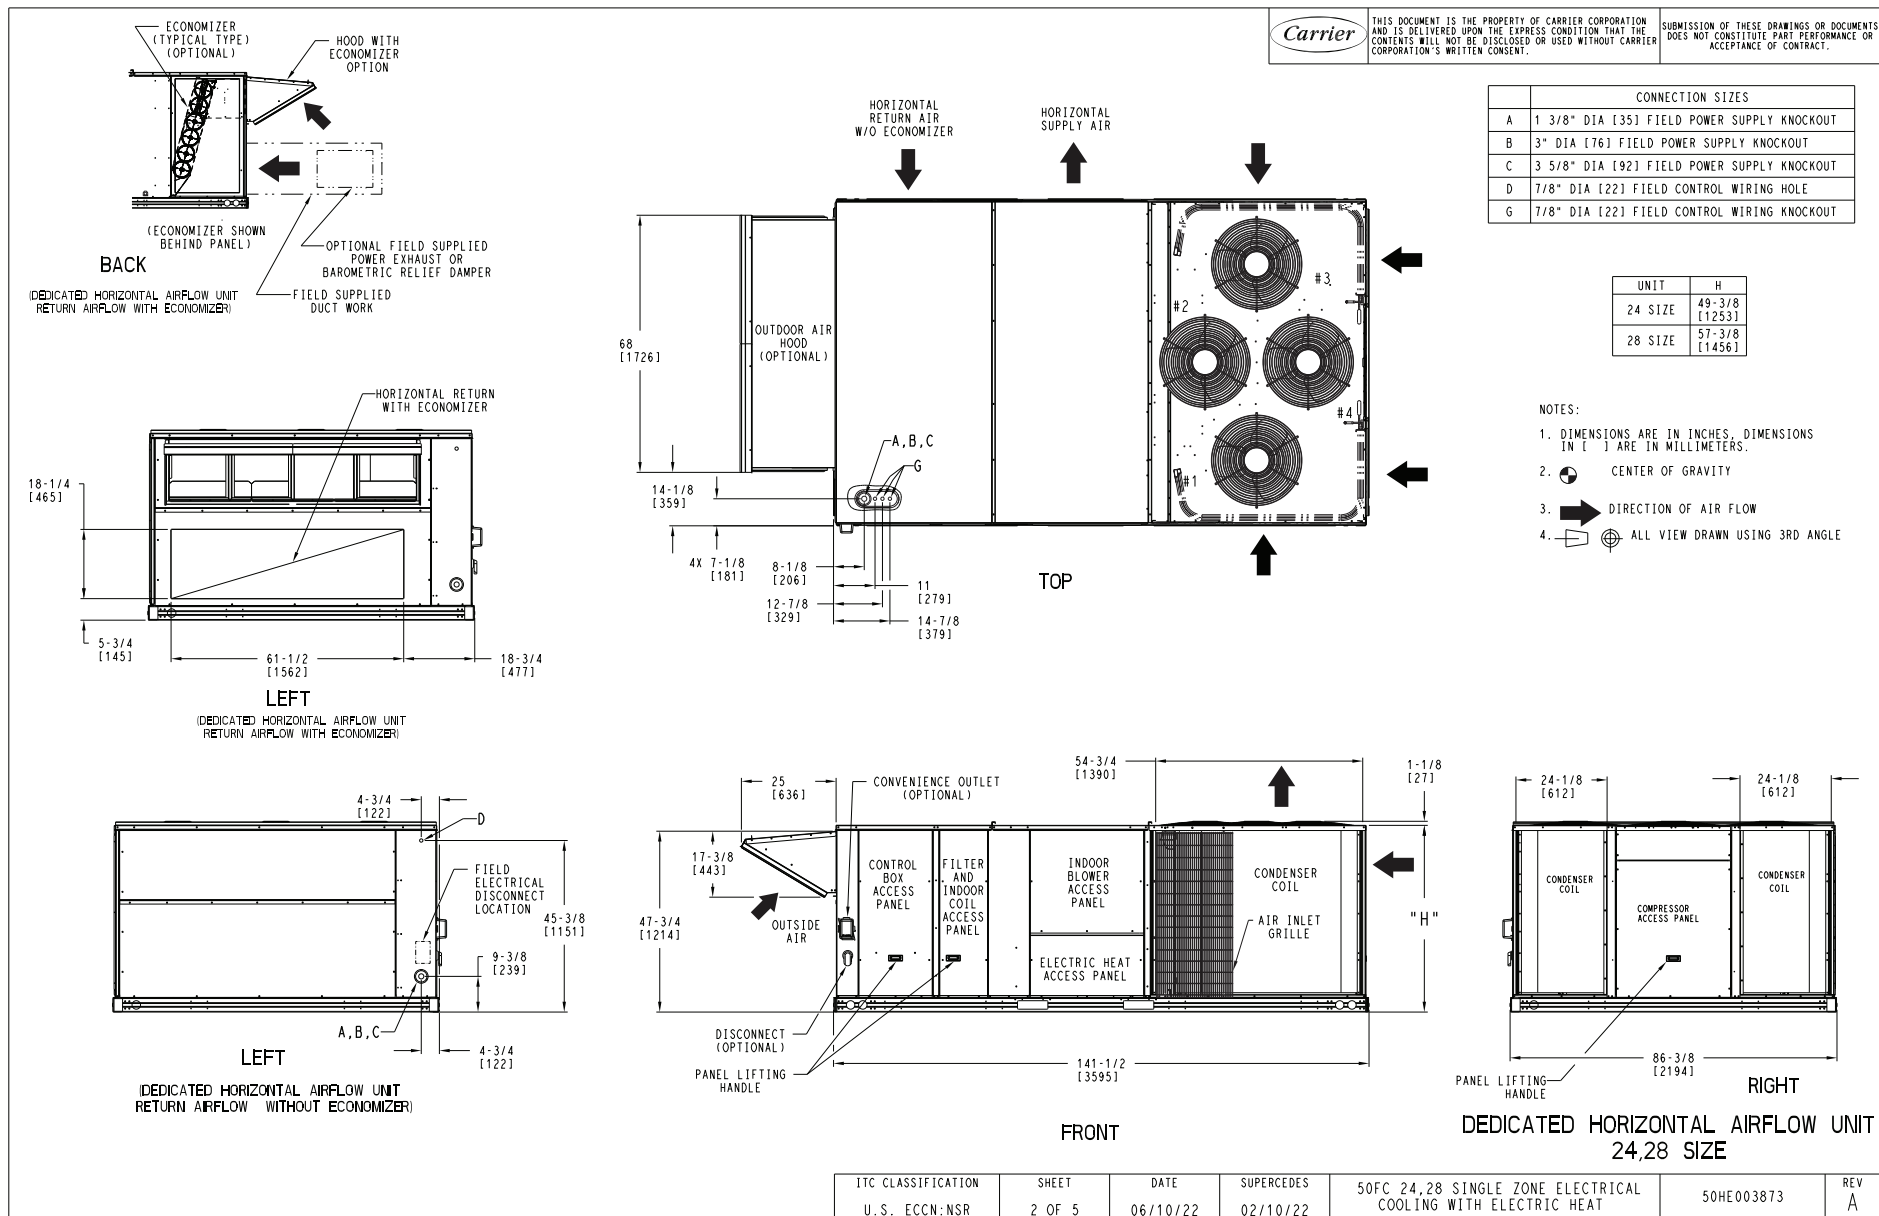 Carrier
THIS DOCUMENT IS THE PROPERTY OF CARRIER CORPORATION
AND IS DELIVERED UPON THE EXPRESS CONDITION THAT THE
CONTENTS WILL NOT BE DISCLOSED OR USED WITHOUT CARRIER
CORPORATION'S WRITTEN CONSENT.
SUBMISSION OF THESE DRAWINGS OR DOCUMENTS
DOES NOT CONSTITUTE PART PERFORMANCE OR
ACCEPTANCE OF CONTRACT.
ECONOMIZER
(TYPICAL TYPE)
(OPTIONAL)
HOOD WITH
ECONOMIZER
OPTION
(ECONOMIZER SHOWN
BEHIND PANEL)
OPTIONAL FIELD SUPPLIED
POWER EXHAUST OR
BAROMETRIC RELIEF DAMPER
FIELD SUPPLIED
DUCT WORK
BACK
(DEDICATED HORIZONTAL AIRFLOW UNIT
RETURN AIRFLOW WITH ECONOMIZER)
HORIZONTAL
RETURN AIR
W/O ECONOMIZER
HORIZONTAL
SUPPLY AIR
CONNECTION SIZES
A 1 3/8" DIA [35] FIELD POWER SUPPLY KNOCKOUT
B 3" DIA [76] FIELD POWER SUPPLY KNOCKOUT
C 3 5/8" DIA [92] FIELD POWER SUPPLY KNOCKOUT
D 7/8" DIA [22] FIELD CONTROL WIRING HOLE
G 7/8" DIA [22] FIELD CONTROL WIRING KNOCKOUT
UNIT H
24 SIZE 49-3/8
[1253]
28 SIZE 57-3/8
[1456]
NOTES:
1. DIMENSIONS ARE IN INCHES, DIMENSIONS
IN [ ] ARE IN MILLIMETERS.
2. CENTER OF GRAVITY
3. DIRECTION OF AIR FLOW
4. ALL VIEW DRAWN USING 3RD ANGLE
68
[1726]
OUTDOOR AIR
HOOD
(OPTIONAL)
#3
#2
#4
#1
A,B,C
G
14-1/8
[359]
4X 7-1/8
[181]
8-1/8
[206]
11
[279]
12-7/8
[329]
14-7/8
[379]
TOP
HORIZONTAL RETURN
WITH ECONOMIZER
18-1/4
[465]
5-3/4
[145]
61-1/2
[1562]
18-3/4
[477]
LEFT
(DEDICATED HORIZONTAL AIRFLOW UNIT
RETURN AIRFLOW WITH ECONOMIZER)
4-3/4
[122]
D
FIELD
ELECTRICAL
DISCONNECT
LOCATION
45-3/8
[1151]
9-3/8
[239]
A,B,C
4-3/4
[122]
LEFT
(DEDICATED HORIZONTAL AIRFLOW UNIT
RETURN AIRFLOW WITHOUT ECONOMIZER)
25
[636]
CONVENIENCE OUTLET
(OPTIONAL)
54-3/4
[1390]
1-1/8
[27]
17-3/8
[443]
47-3/4
[1214]
OUTSIDE
AIR
CONTROL
BOX
ACCESS
PANEL
FILTER
AND
INDOOR
COIL
ACCESS
PANEL
INDOOR
BLOWER
ACCESS
PANEL
ELECTRIC HEAT
ACCESS PANEL
CONDENSER
COIL
AIR INLET
GRILLE
"H"
DISCONNECT
(OPTIONAL)
PANEL LIFTING
HANDLE
141-1/2
[3595]
FRONT
24-1/8
[612]
24-1/8
[612]
CONDENSER
COIL
COMPRESSOR
ACCESS PANEL
CONDENSER
COIL
86-3/8
[2194]
PANEL LIFTING
HANDLE
RIGHT
DEDICATED HORIZONTAL AIRFLOW UNIT
24,28 SIZE
ITC CLASSIFICATION
U.S. ECCN:NSR
SHEET
2 OF 5
DATE
06/10/22
SUPERCEDES
02/10/22
50FC 24,28 SINGLE ZONE ELECTRICAL
COOLING WITH ELECTRIC HEAT
50HE003873
REV
A